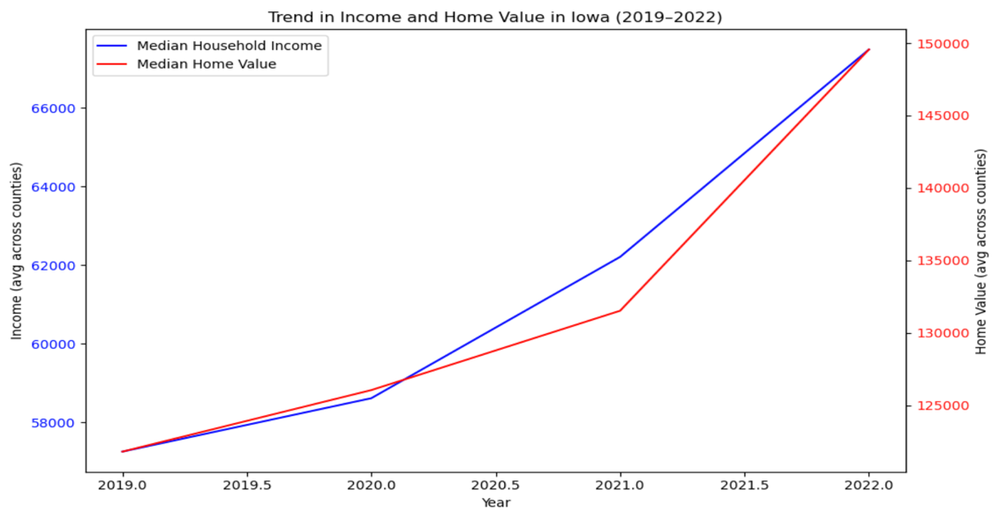 Trend in Income and Home Value in Iowa (2019–2022)
Median Household Income
Median Home Value
66000
64000
62000
60000
58000
Income (avg across counties)
150000
145000
140000
135000
130000
125000
Home Value (avg across counties)
2019.0 2019.5 2020.0 2020.5 2021.0 2021.5 2022.0
Year